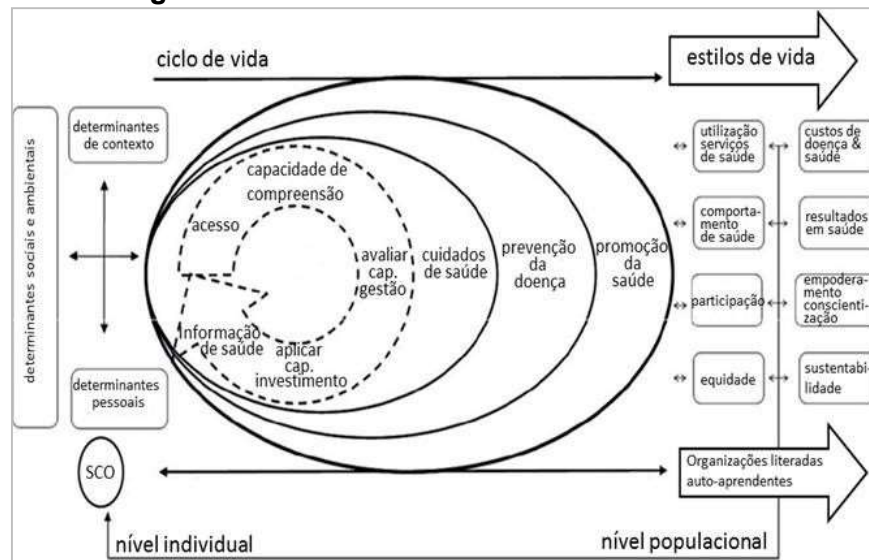 g
ciclo de vida
estilos de vida
determinantes sociais e ambientais
determinantes
de contexto
determinantes
pessoais
SCO
capacidade de
compreensão
acesso
avaliar
cap.
gestão
Informação
de saúde
aplicar
cap.
investimento
cuidados
de saúde
prevenção
da
doença
promoção
da
saúde
utilização
serviços
de saúde
custos de
doença &
saúde
comporta-
mento
de saúde
resultados
em saúde
participação
empodera-
mento
conscienti-
zação
equidade
sustentabi-
lidade
Organizações literadas
auto-aprendentes
nível individual
nível populacional